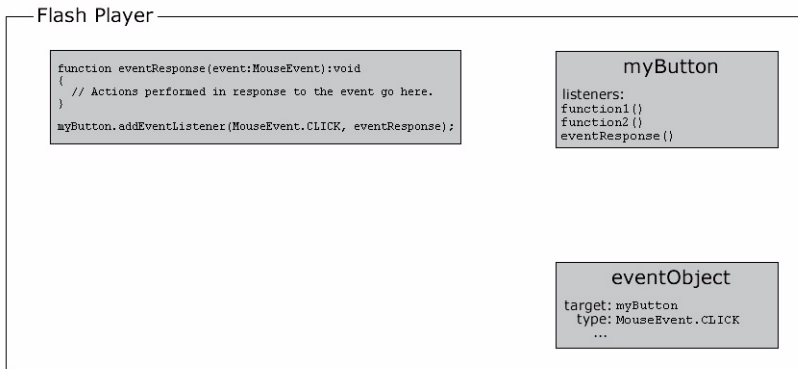 Flash Player
function eventResponse(event:MouseEvent):void
{
// Actions performed in response to the event go here.
}
myButton.addEventListener(MouseEvent.CLICK, eventResponse);
myButton
listeners:
function1()
function2()
eventResponse()
eventObject
target: myButton
type: MouseEvent.CLICK
...